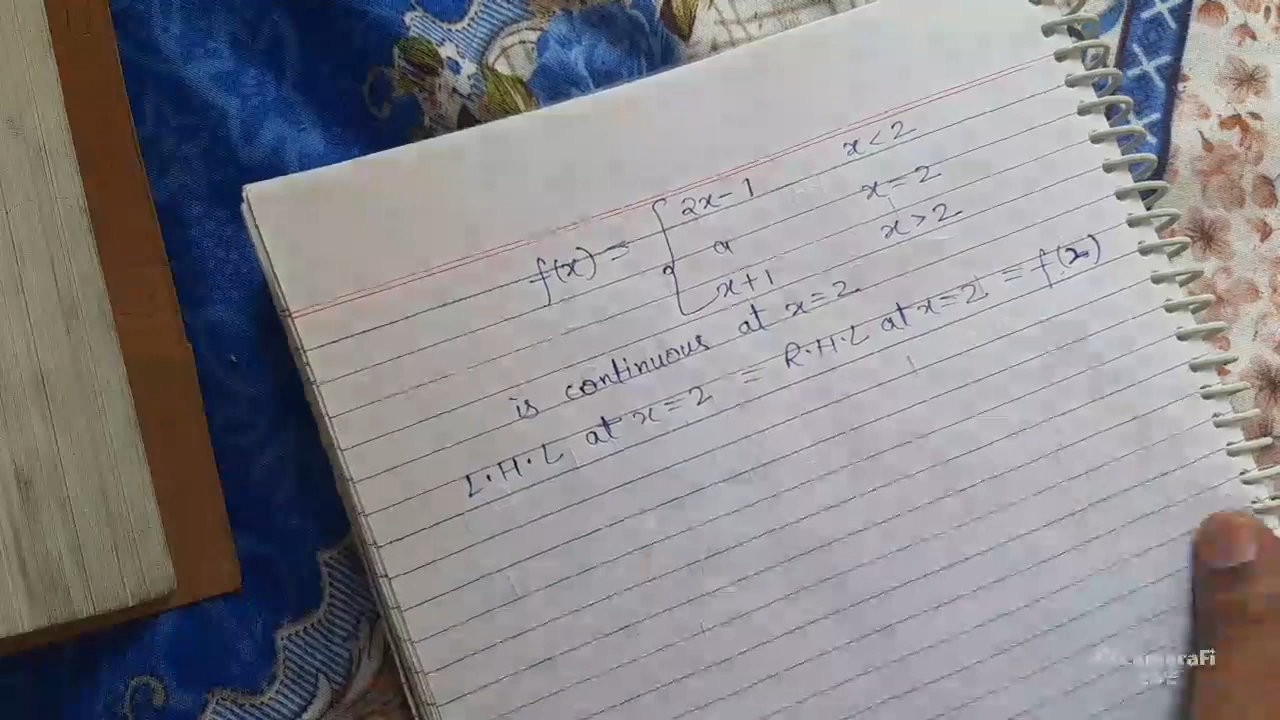 f(x) = { 2x-1 x<2
a x=2
x+1 x>2
is continuous at x=2
L.H.L at x=2 = R.H.L at x=2 = f(2)